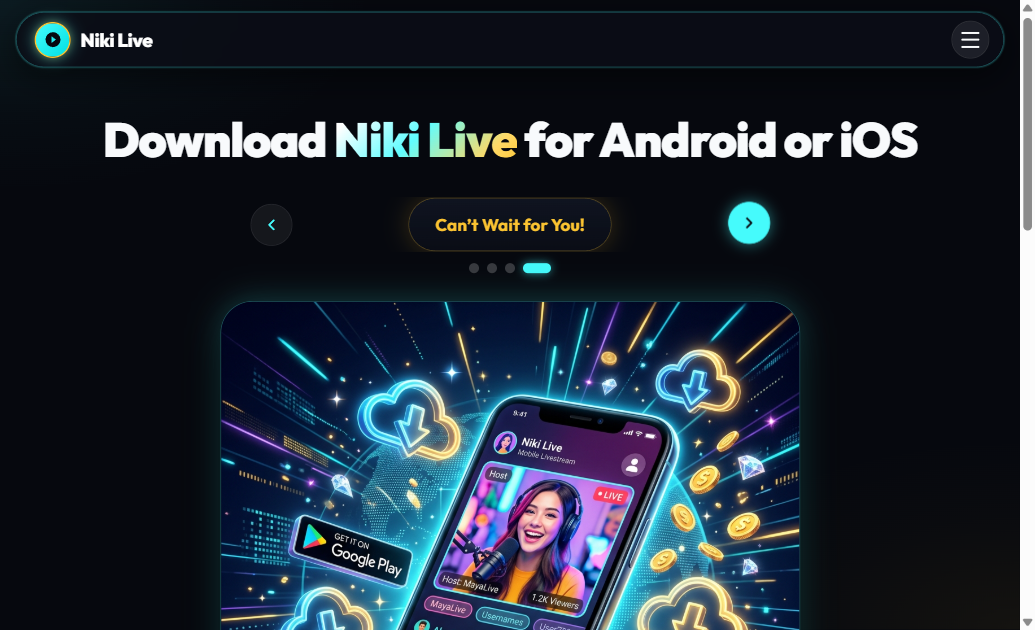 Niki Live
Download Niki Live for Android or iOS
Can't Wait for You!
9:41
Niki Live
Mobile Livestream
Host
LIVE
GET IT ON
Google Play
Host: MayaLive
1.2K Viewers
MayaLive
Usernames